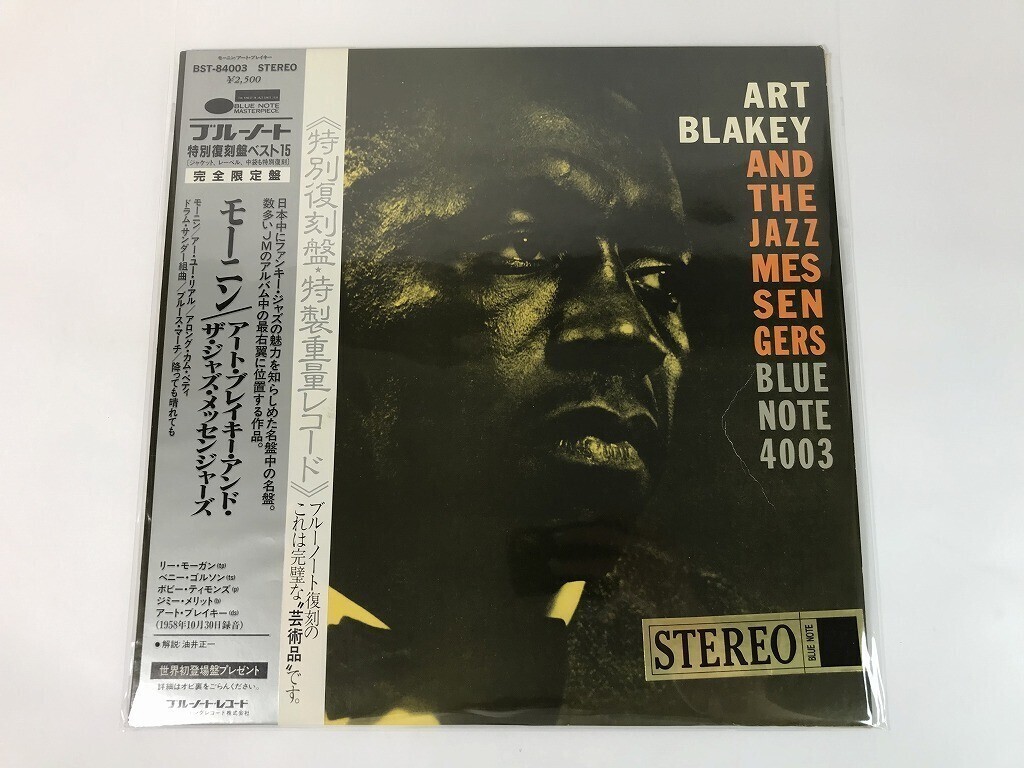 モーニン/アート・ブレイキー
BST-84003 STEREO
¥2,500
BLUE NOTE
MASTERPIECE
ブルーノート
特別復刻盤ベスト15
[ジャケット、レーベル、中袋も特別復刻]
完全限定盤
《特別復刻盤★特製重量レコード》
ブルーノート復刻の
これは完璧な〝芸術品〟です。
日本中にファンキー・ジャズの魅力を知らしめた名盤中の名盤。
数多いJMのアルバム中の最右翼に位置する作品。
モーニン/アート・ブレイキー・アンド・
ザ・ジャズ・メッセンジャーズ
モーニン/アー・ユー・リアル/アロング・カム・ベティ
ドラム・サンダー組曲/ブルース・マーチ/降っても晴れても
リー・モーガン(tp)
ベニー・ゴルソン(ts)
ボビー・ティモンズ(p)
ジミー・メリット(b)
アート・ブレイキー(ds)
(1958年10月30日録音)
●解説:油井正一
世界初登場盤プレゼント
詳細はオビ裏をごらんください。
ブルーノート・レコード
ART
BLAKEY
AND
THE
JAZZ
MES
SEN
GERS
BLUE
NOTE
4003
STEREO
BLUE NOTE